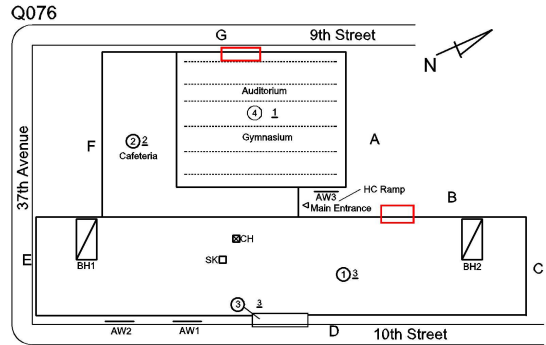 Q076
G
9th Street
N
Auditorium
4 1
37th Avenue
F
2 2
Cafeteria
Gymnasium
A
HC Ramp
AW3
Main Entrance
B
CH
E
BH1
SK
1 3
BH2
C
3 3
AW2
AW1
D
10th Street